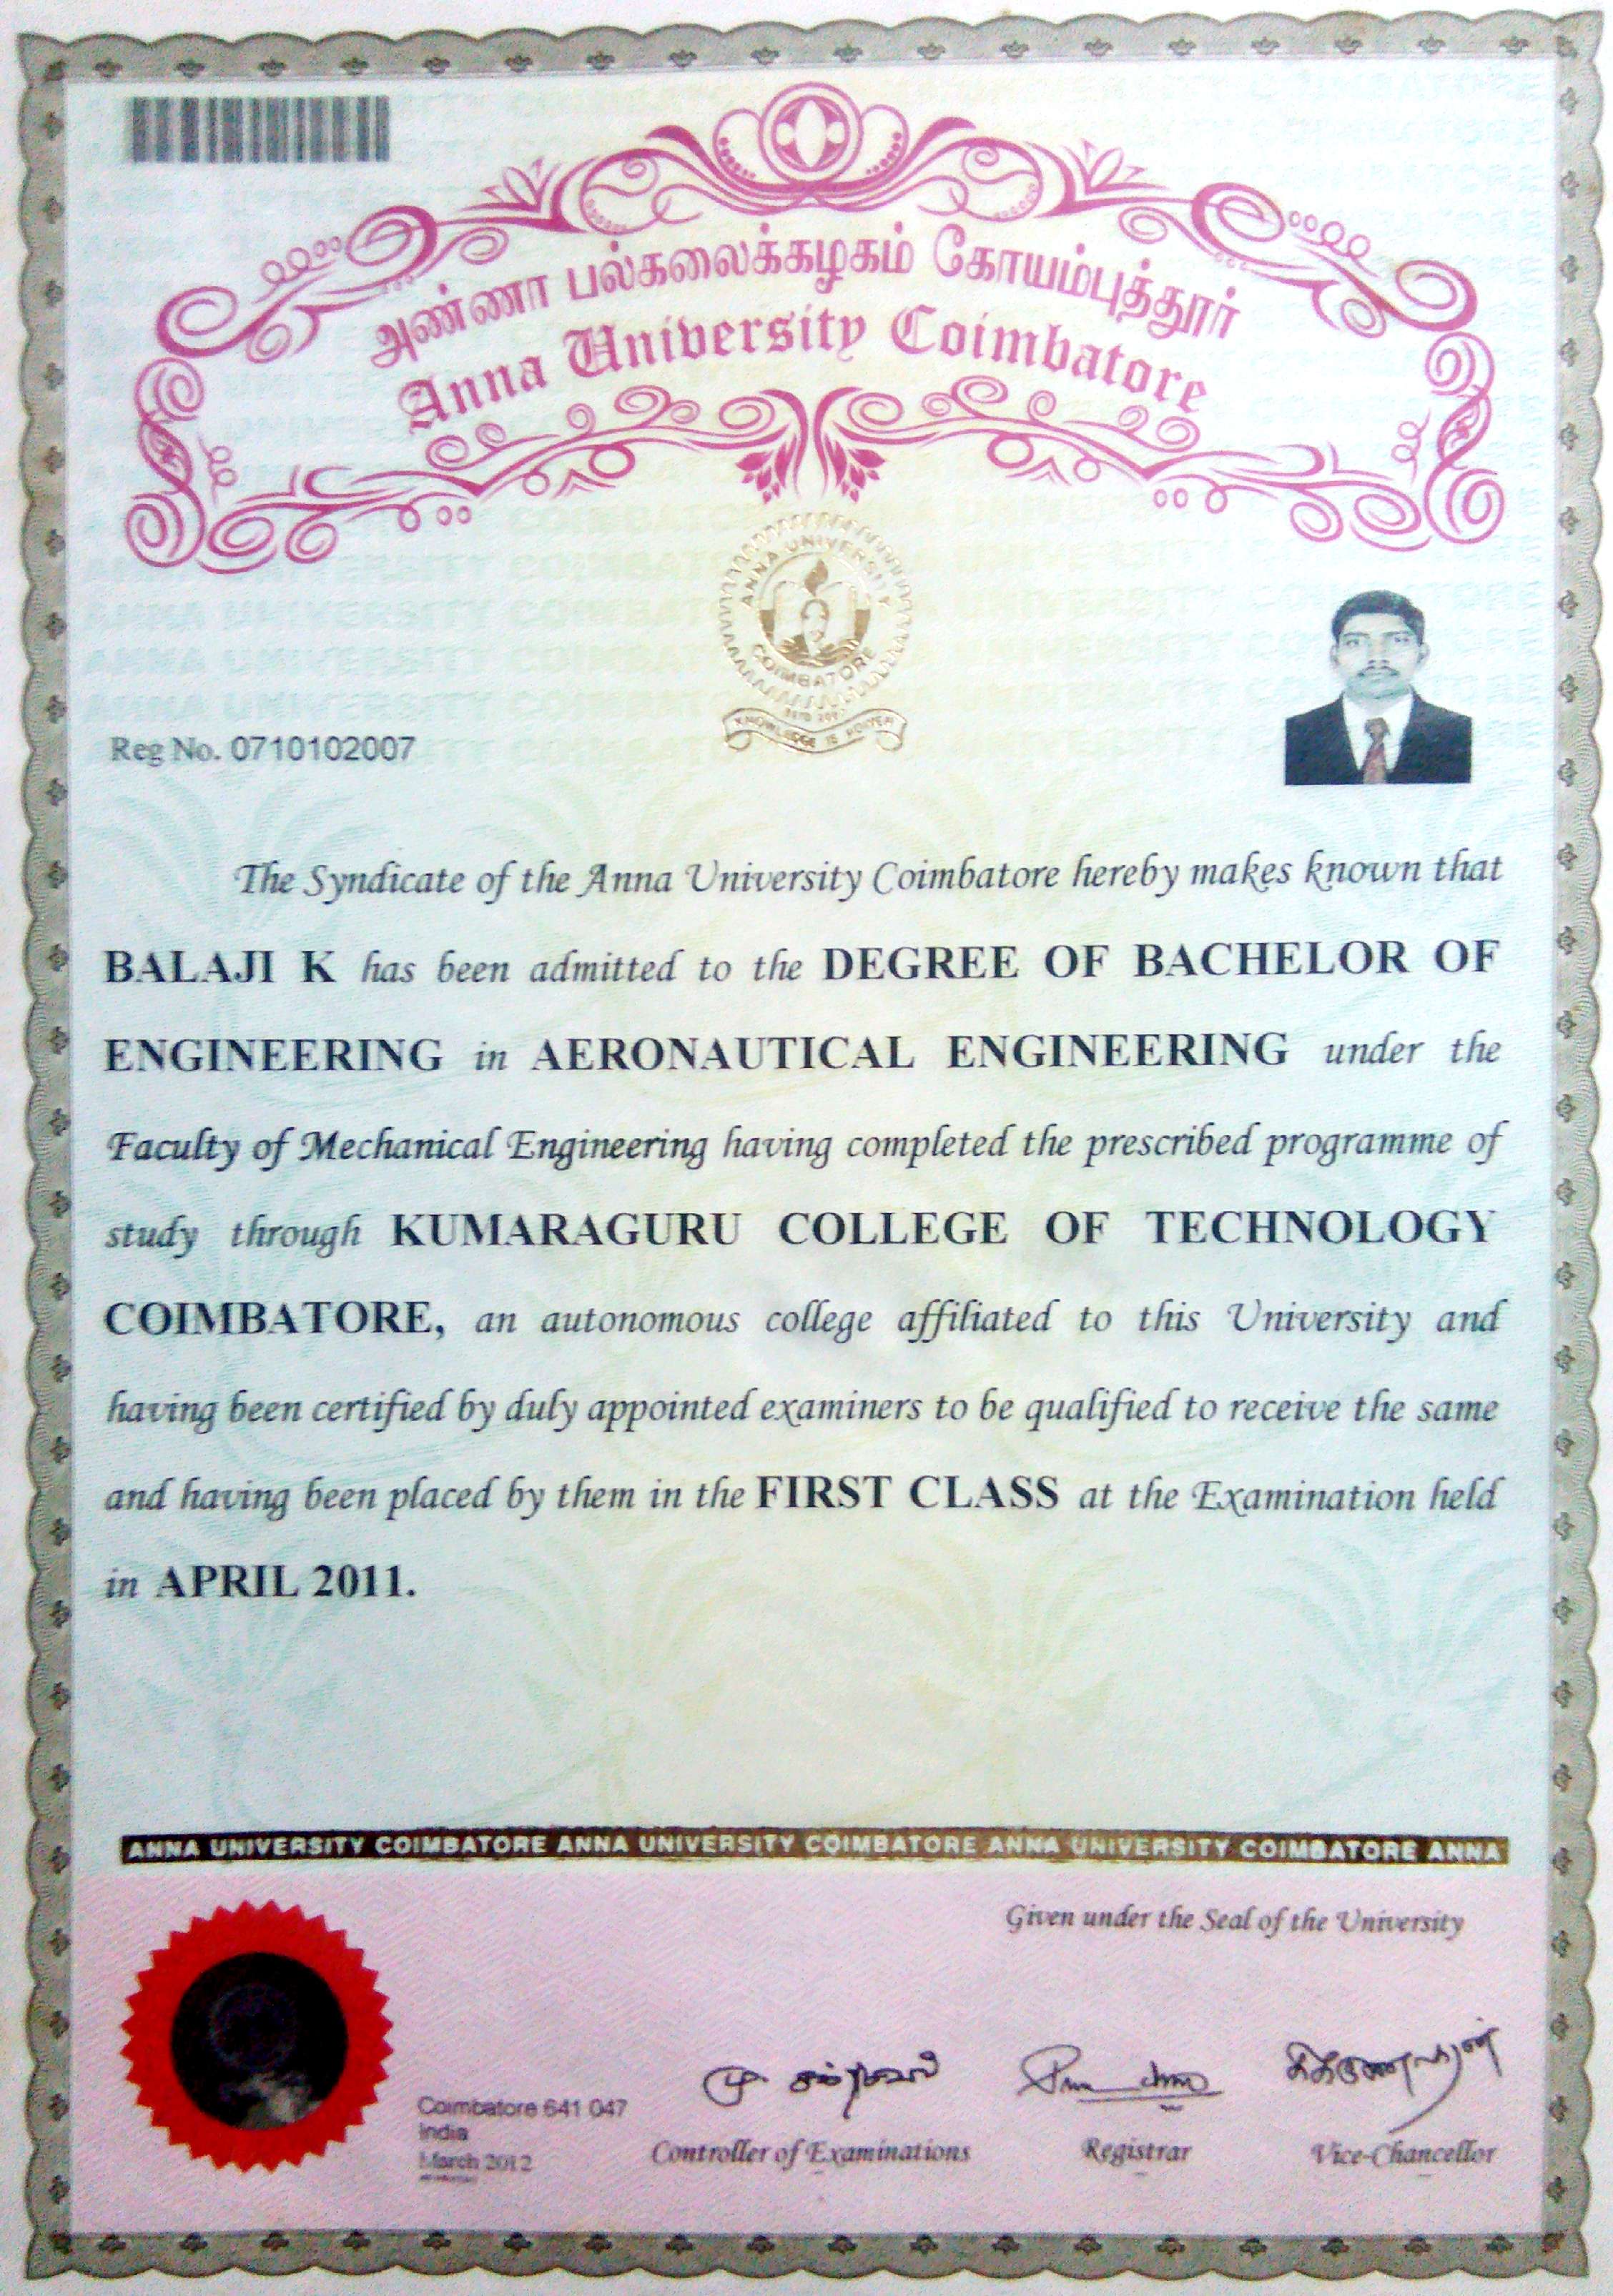 அண்ணா பல்கலைக்கழகம் கோயம்புத்தூர்
Anna University Coimbatore
ANNA UNIVERSITY
COIMBATORE
KNOWLEDGE IS POWER
Reg No. 0710102007
The Syndicate of the Anna University Coimbatore hereby makes known that
BALAJI K has been admitted to the DEGREE OF BACHELOR OF
ENGINEERING in AERONAUTICAL ENGINEERING under the
Faculty of Mechanical Engineering having completed the prescribed programme of
study through KUMARAGURU COLLEGE OF TECHNOLOGY
COIMBATORE, an autonomous college affiliated to this University and
having been certified by duly appointed examiners to be qualified to receive the same
and having been placed by them in the FIRST CLASS at the Examination held
in APRIL 2011.
ANNA UNIVERSITY COIMBATORE ANNA UNIVERSITY COIMBATORE ANNA UNIVERSITY COIMBATORE ANNA
Given under the Seal of the University
Coimbatore 641 047
India
March 2012
Controller of Examinations
Registrar
Vice-Chancellor